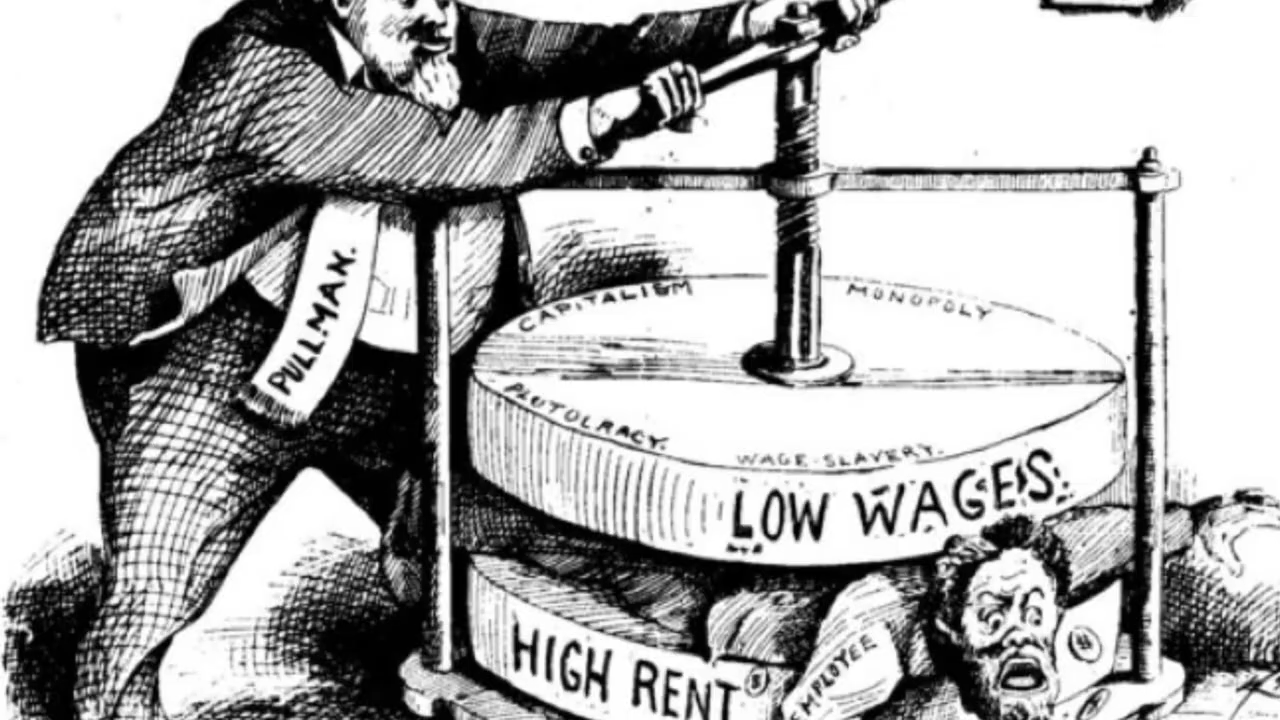 PULLMAN.
CAPITALISM
MONOPOLY
PLUTOCRACY.
WAGE-SLAVERY.
LOW WAGES.
HIGH RENT
EMPLOYEE